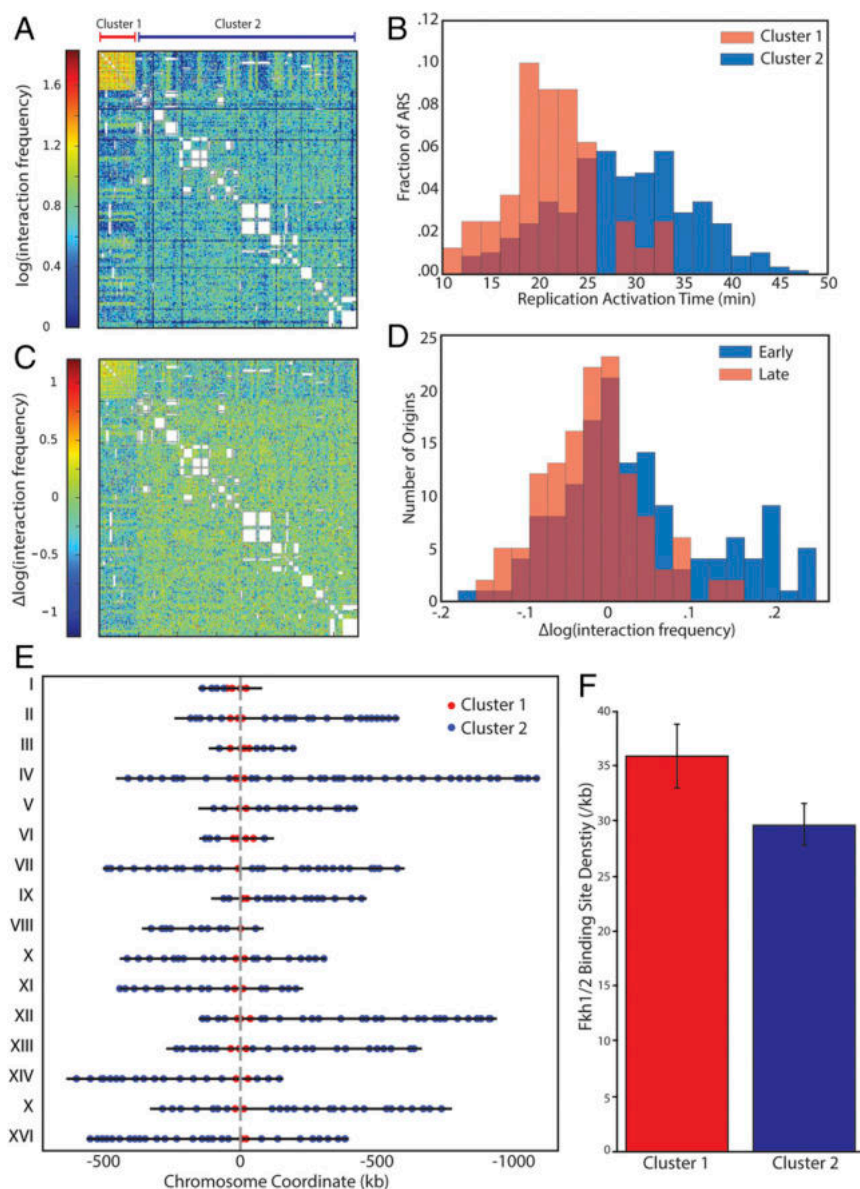 A
Cluster 1
Cluster 2
log(interaction frequency)
1.6
1.2
0.8
0.4
0
B
Cluster 1
Cluster 2
Fraction of ARS
.12
.10
.08
.06
.04
.02
.00
10 15 20 25 30 35 40 45 50
Replication Activation Time (min)
C
Δlog(interaction frequency)
1
0.5
0
-0.5
-1
D
Early
Late
Number of Origins
25
20
15
10
5
0
-.2 -.1 0 .1 .2
Δlog(interaction frequency)
E
Cluster 1
Cluster 2
I
II
III
IV
V
VI
VII
IX
VIII
X
XI
XII
XIII
XIV
X
XVI
-500 0 -500 -1000
Chromosome Coordinate (kb)
F
Fkh1/2 Binding Site Denstiy (/kb)
40
35
30
25
20
15
10
5
0
Cluster 1 Cluster 2